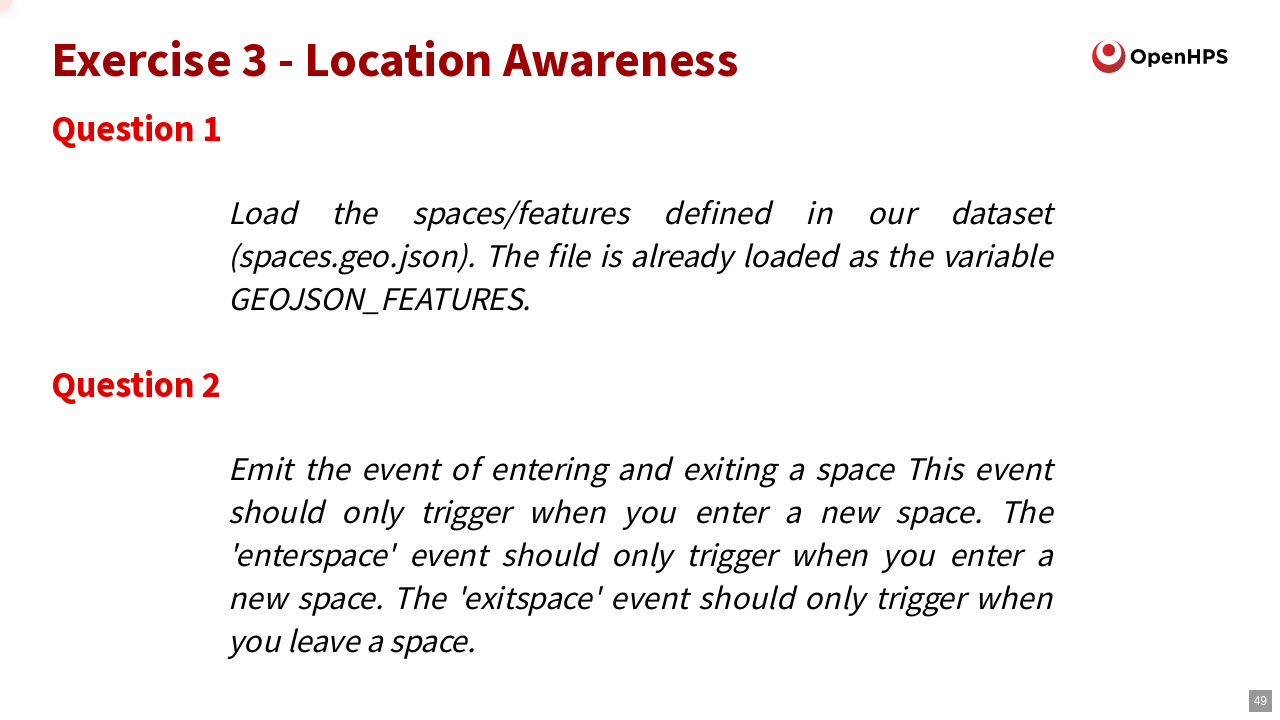 Exercise 3 - Location Awareness
OpenHPS
Question 1
Load the spaces/features defined in our dataset
(spaces.geo.json). The file is already loaded as the variable
GEOJSON_FEATURES.
Question 2
Emit the event of entering and exiting a space This event
should only trigger when you enter a new space. The
'enterspace' event should only trigger when you enter a
new space. The 'exitspace' event should only trigger when
you leave a space.
49